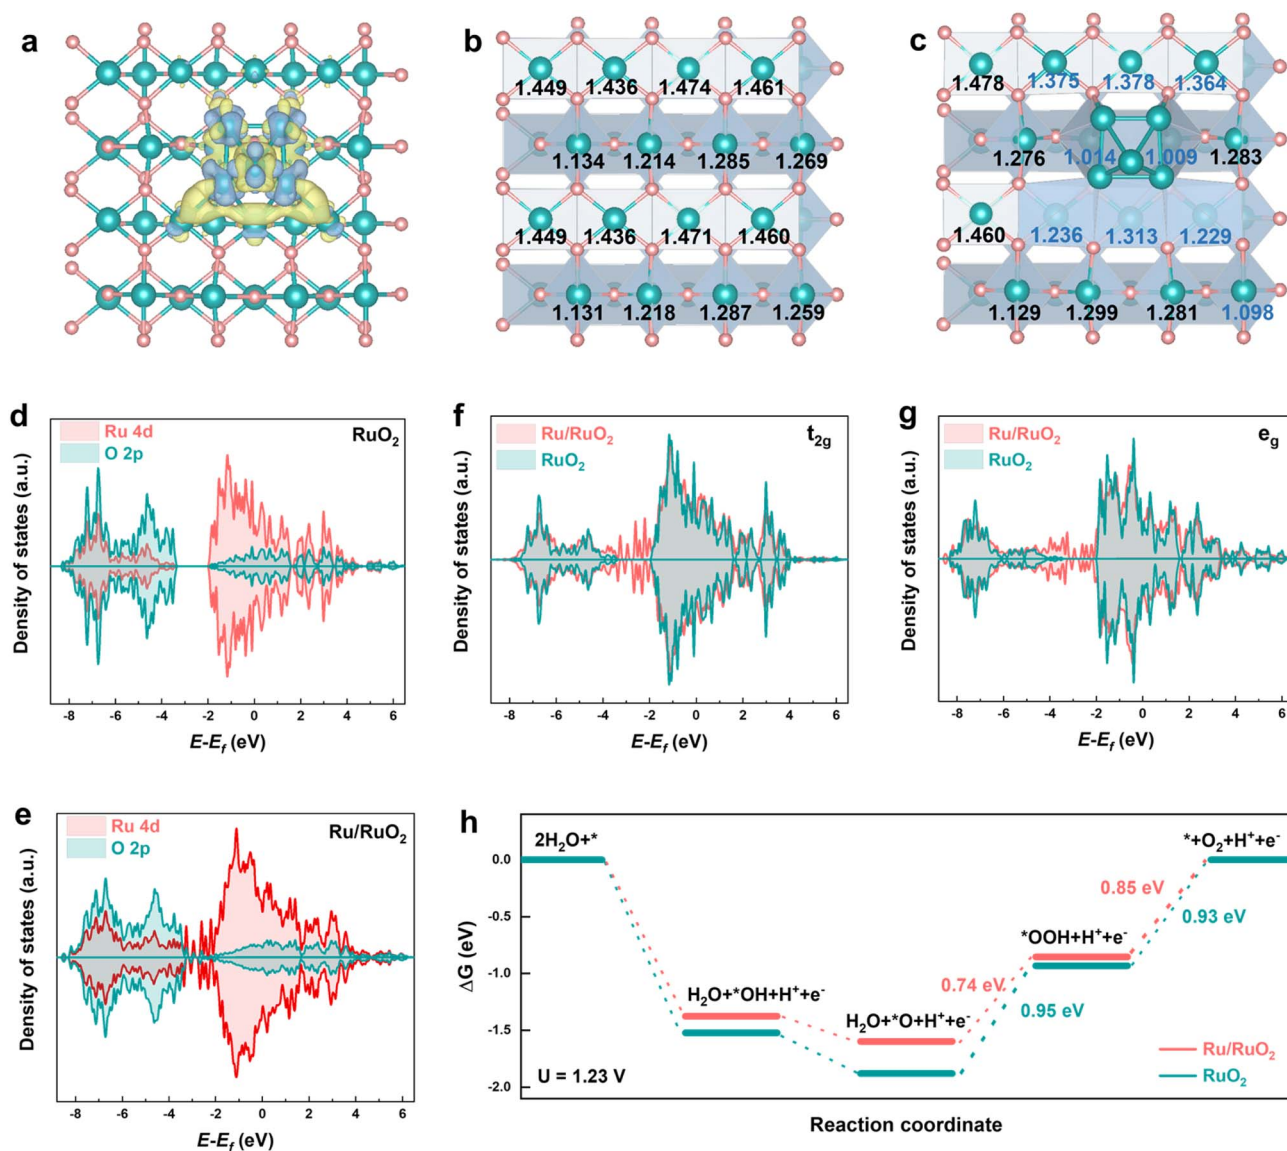 a
b
1.449 1.436 1.474 1.461
1.134 1.214 1.285 1.269
1.449 1.436 1.471 1.460
1.131 1.218 1.287 1.259
c
1.478 1.375 1.378 1.364
1.276 1.014 1.009 1.283
1.460 1.236 1.313 1.229
1.129 1.299 1.281 1.098
d
Ru 4d
O 2p
RuO₂
Density of states (a.u.)
-8 -6 -4 -2 0 2 4 6
E-E_f (eV)
f
Ru/RuO₂
RuO₂
t₂g
Density of states (a.u.)
-8 -6 -4 -2 0 2 4 6
E-E_f (eV)
g
Ru/RuO₂
RuO₂
e_g
Density of states (a.u.)
-8 -6 -4 -2 0 2 4 6
E-E_f (eV)
e
Ru 4d
O 2p
Ru/RuO₂
Density of states (a.u.)
-8 -6 -4 -2 0 2 4 6
E-E_f (eV)
h
ΔG (eV)
0.0
-0.5
-1.0
-1.5
-2.0
2H₂O+*
H₂O+*OH+H⁺+e⁻
H₂O+*O+H⁺+e⁻
*OOH+H⁺+e⁻
*+O₂+H⁺+e⁻
0.74 eV
0.95 eV
0.85 eV
0.93 eV
U = 1.23 V
Ru/RuO₂
RuO₂
Reaction coordinate